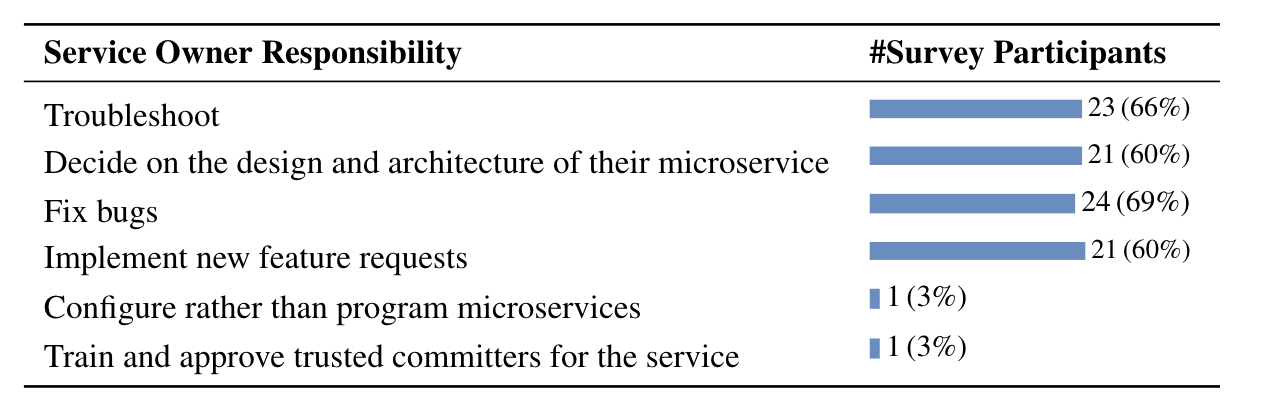 Service Owner Responsibility #Survey Participants
Troubleshoot 23 (66%)
Decide on the design and architecture of their microservice 21 (60%)
Fix bugs 24 (69%)
Implement new feature requests 21 (60%)
Configure rather than program microservices 1 (3%)
Train and approve trusted committers for the service 1 (3%)